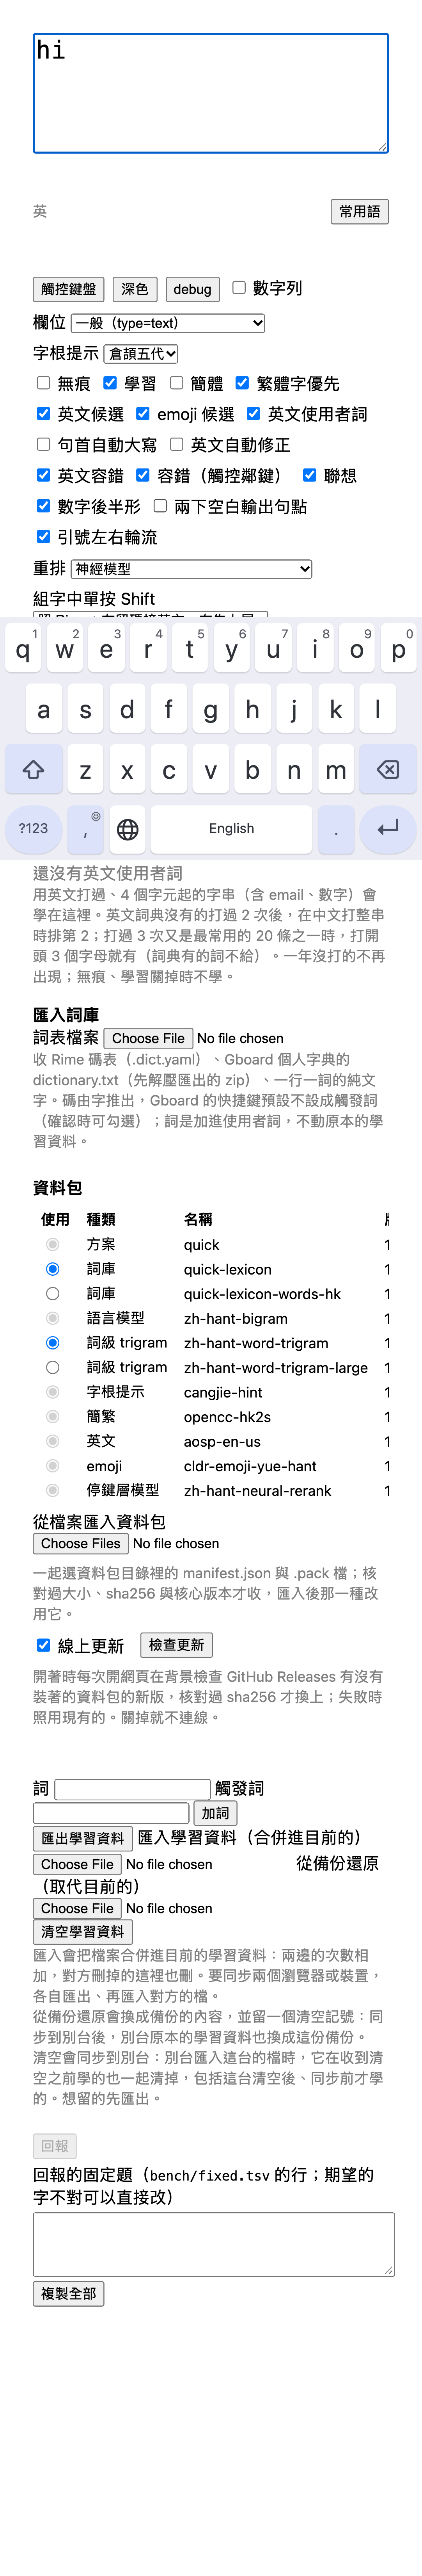 hi
英 常用語
觸控鍵盤 深色 debug 數字列
欄位 一般（type=text）
字根提示 倉頡五代
無痕 學習 簡體 繁體字優先
英文候選 emoji 候選 英文使用者詞
句首自動大寫 英文自動修正
英文容錯 容錯（觸控鄰鍵） 聯想
數字後半形 兩下空白輸出句點
引號左右輪流
重排 神經模型
組字中單按 Shift
q1 w2 e3 r4 t5 y6 u7 i8 o9 p0
a s d f g h j k l
z x c v b n m
?123 , English .
還沒有英文使用者詞
用英文打過、4 個字元起的字串（含 email、數字）會
學在這裡。英文詞典沒有的打過 2 次後，在中文打整串
時排第 2；打過 3 次又是最常用的 20 條之一時，打開
頭 3 個字母就有（詞典有的詞不給）。一年沒打的不再
出現；無痕、學習關掉時不學。
匯入詞庫
詞表檔案 Choose File No file chosen
收 Rime 碼表（.dict.yaml）、Gboard 個人字典的
dictionary.txt（先解壓匯出的 zip）、一行一詞的純文
字。碼由字推出，Gboard 的快捷鍵預設不設成觸發詞
（確認時可勾選）；詞是加進使用者詞，不動原本的學
習資料。
資料包
使用 種類 名稱
方案 quick 1
詞庫 quick-lexicon 1
詞庫 quick-lexicon-words-hk 1
語言模型 zh-hant-bigram 1
詞級 trigram zh-hant-word-trigram 1
詞級 trigram zh-hant-word-trigram-large 1
字根提示 cangjie-hint 1
簡繁 opencc-hk2s 1
英文 aosp-en-us 1
emoji cldr-emoji-yue-hant 1
停鍵層模型 zh-hant-neural-rerank 1
從檔案匯入資料包
Choose Files No file chosen
一起選資料包目錄裡的 manifest.json 與 .pack 檔；核
對過大小、sha256 與核心版本才收，匯入後那一種改
用它。
線上更新 檢查更新
開著時每次開網頁在背景檢查 GitHub Releases 有沒有
裝著的資料包的新版，核對過 sha256 才換上；失敗時
照用現有的。關掉就不連線。
詞 觸發詞
加詞
匯出學習資料 匯入學習資料（合併進目前的）
Choose File No file chosen 從備份還原
（取代目前的）
Choose File No file chosen
清空學習資料
匯入會把檔案合併進目前的學習資料：兩邊的次數相
加，對方刪掉的這裡也刪。要同步兩個瀏覽器或裝置，
各自匯出、再匯入對方的檔。
從備份還原會換成備份的內容，並留一個清空記號：同
步到別台後，別台原本的學習資料也換成這份備份。
清空會同步到別台：別台匯入這台的檔時，它在收到清
空之前學的也一起清掉，包括這台清空後、同步前才學
的。想留的先匯出。
回報
回報的固定題（bench/fixed.tsv 的行；期望的
字不對可以直接改）
複製全部